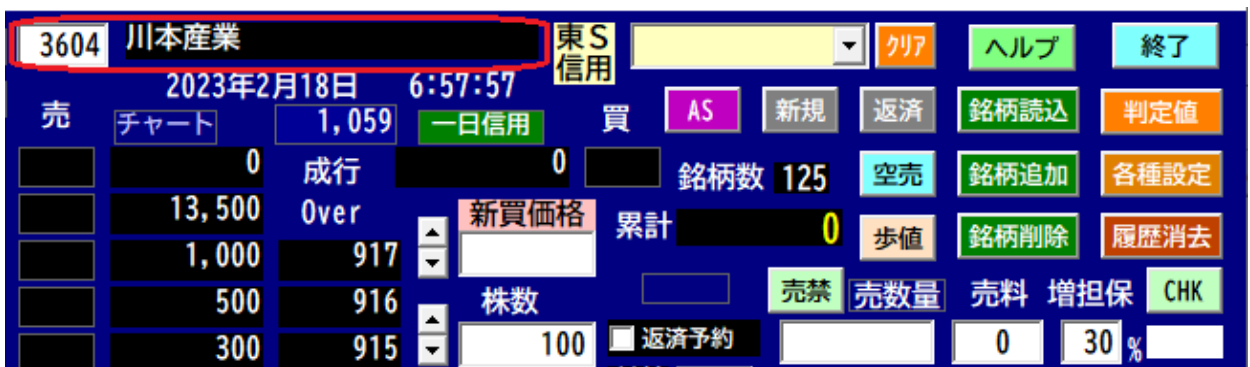 3604 川本産業 東S信用 クリア ヘルプ 終了
2023年2月18日 6:57:57
売 チャート 1,059 一日信用 買 AS 新規 返済 銘柄読込 判定値
0 成行 0 銘柄数 125 空売 銘柄追加 各種設定
13,500 Over 新買価格 累計 0 歩値 銘柄削除 履歴消去
1,000 917
500 916 株数 売禁 売数量 売料 増担保 CHK
300 915 100 返済予約 0 30 %